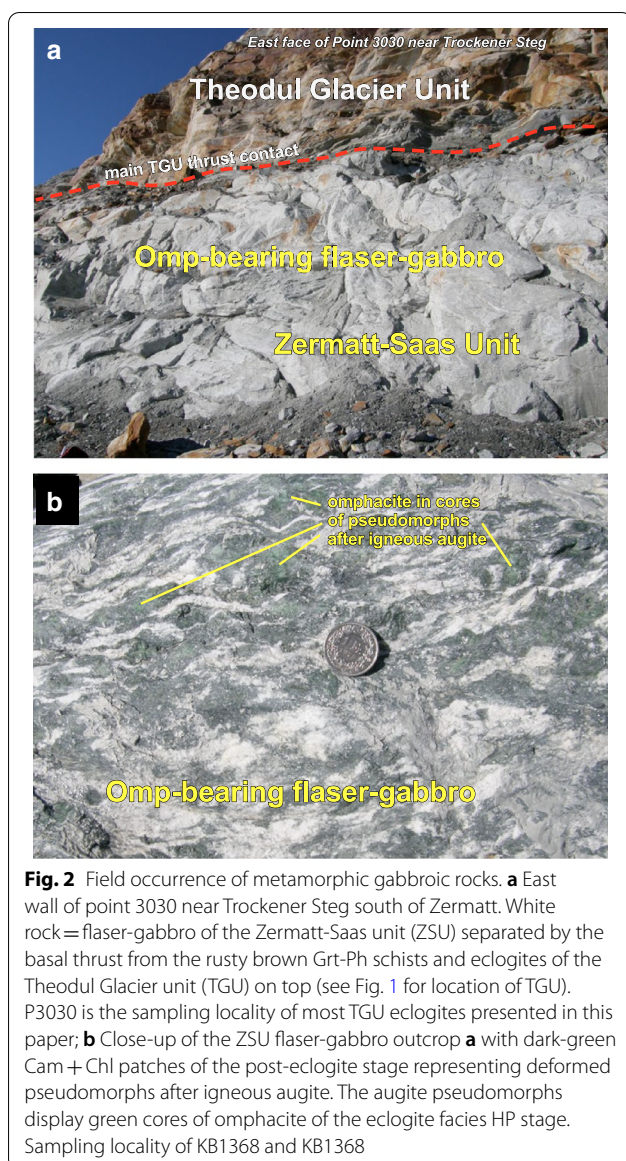 a
East face of Point 3030 near Trockener Steg
Theodul Glacier Unit
main TGU thrust contact
Omp-bearing flaser-gabbro
Zermatt-Saas Unit
b
omphacite in cores
of pseudomorphs
after igneous augite
Omp-bearing flaser-gabbro
Fig. 2 Field occurrence of metamorphic gabbroic rocks. a East
wall of point 3030 near Trockener Steg south of Zermatt. White
rock = flaser-gabbro of the Zermatt-Saas unit (ZSU) separated by the
basal thrust from the rusty brown Grt-Ph schists and eclogites of the
Theodul Glacier unit (TGU) on top (see Fig. 1 for location of TGU).
P3030 is the sampling locality of most TGU eclogites presented in this
paper; b Close-up of the ZSU flaser-gabbro outcrop a with dark-green
Cam + Chl patches of the post-eclogite stage representing deformed
pseudomorphs after igneous augite. The augite pseudomorphs
display green cores of omphacite of the eclogite facies HP stage.
Sampling locality of KB1368 and KB1368